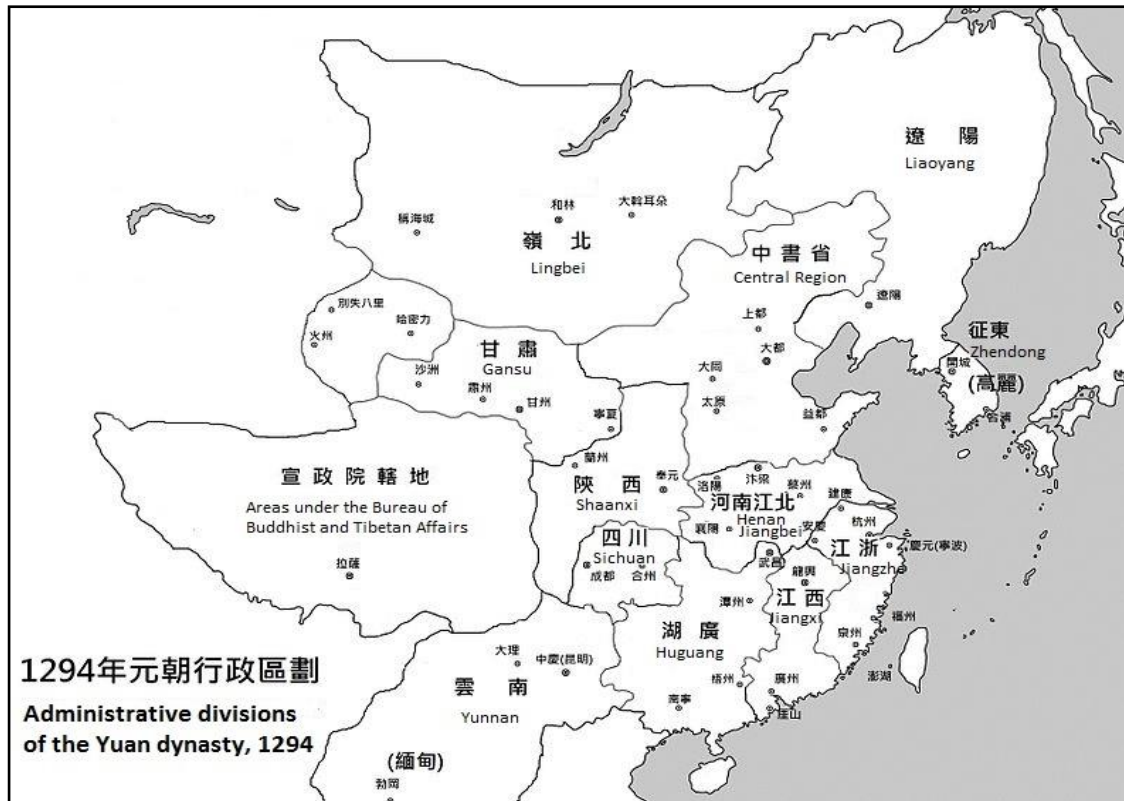 遼陽
Liaoyang
和林
大斡耳朵
稱海城
嶺北
Lingbei
中書省
Central Region
別失八里
火州
哈密力
遼陽
上都
大都
征東
Zhendong
開城
(高麗)
合浦
甘肅
Gansu
沙洲
肅州
甘州
寧夏
大同
太原
益都
宣政院轄地
Areas under the Bureau of
Buddhist and Tibetan Affairs
拉薩
蘭州
奉元
陝西
Shaanxi
洛陽
汴梁
河南江北
Henan
Jiangbei
襄陽
建康
安慶
杭州
慶元(寧波)
江浙
Jiangzhe
四川
Sichuan
成都
合州
武昌
龍興
江西
Jiangxi
潭州
湖廣
Huguang
福州
泉州
澎湖
大理
中慶(昆明)
雲南
Yunnan
梧州
南寧
廣州
崖山
1294年元朝行政區劃
Administrative divisions
of the Yuan dynasty, 1294
(緬甸)
勃岡